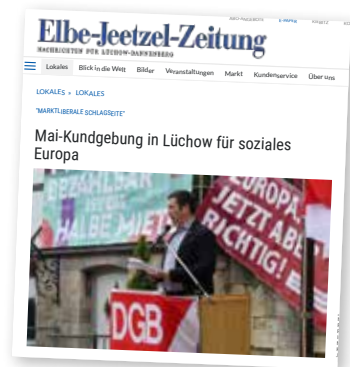 Elbe-Jeetzel-Zeitung
NACHRICHTEN FÜR LÜCHOW-DANNENBERG
Lokales Blick in die Welt Bilder Veranstaltungen Markt Kundenservice Über uns
LOKALES » LOKALES
"MARKTLIBERALE SCHLAGSEITE"
Mai-Kundgebung in Lüchow für soziales
Europa
BEZAHLBAR
HALBE MIETE
EUROPA.
JETZT ABER
RICHTIG!
DGB